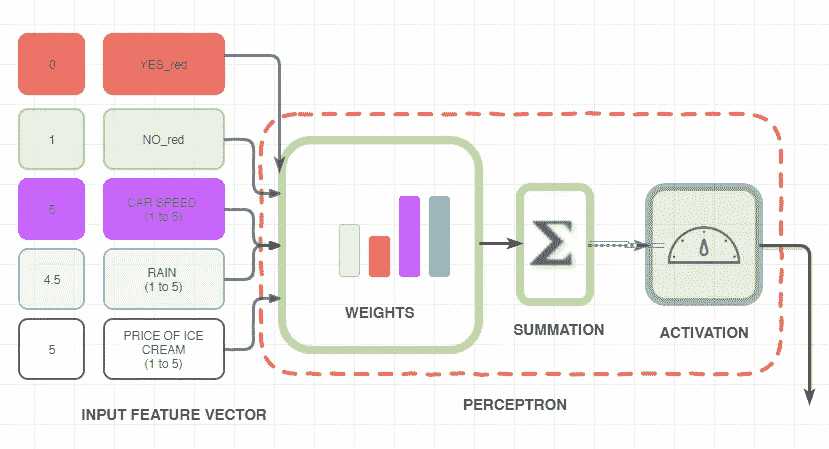 0
YES_red
1
NO_red
5
CAR SPEED
(1 to 5)
4.5
RAIN
(1 to 5)
5
PRICE OF ICE
CREAM
(1 to 5)
INPUT FEATURE VECTOR
WEIGHTS
Σ
SUMMATION
ACTIVATION
PERCEPTRON